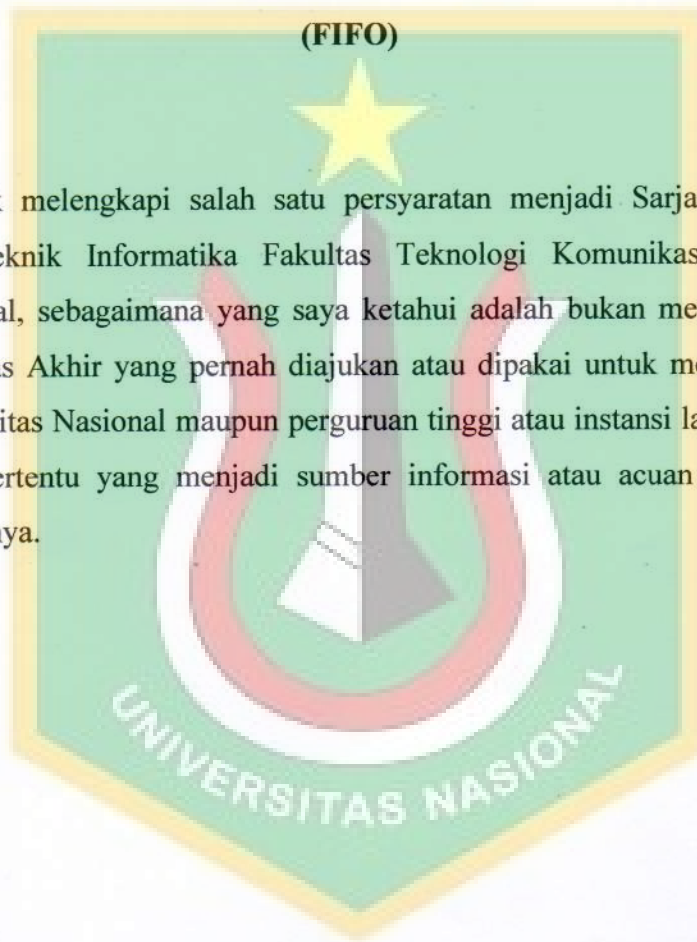 (FIFO)
melengkapi salah satu persyaratan menjadi Sarja
eknik Informatika Fakultas Teknologi Komunikas
al, sebagaimana yang saya ketahui adalah bukan me
s Akhir yang pernah diajukan atau dipakai untuk m
itas Nasional maupun perguruan tinggi atau instansi la
ertentu yang menjadi sumber informasi atau acuan
ya.
UNIVERSITAS NASIONAL